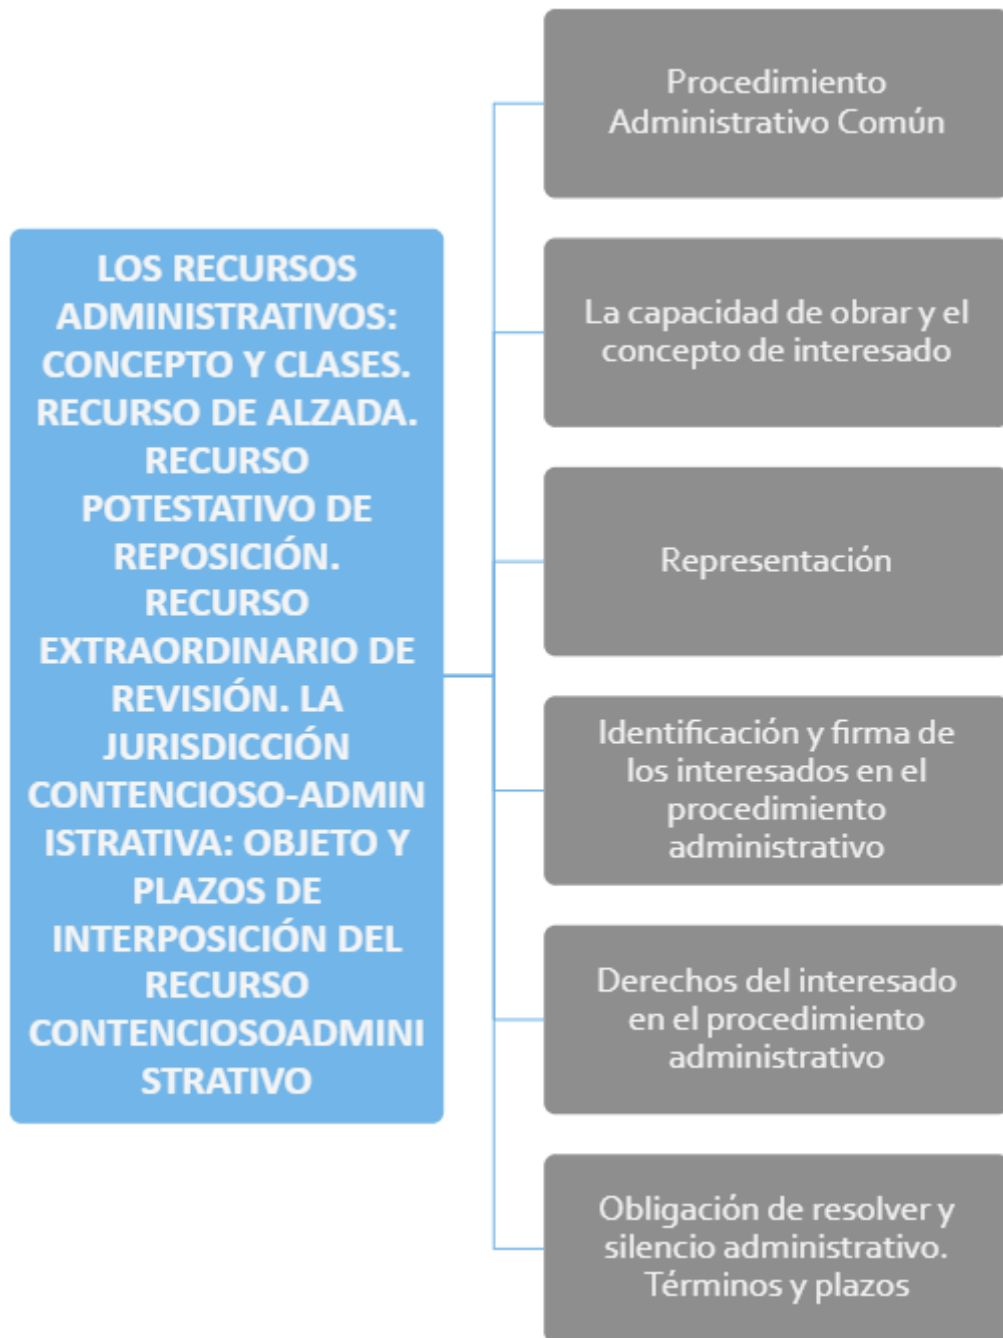 LOS RECURSOS
ADMINISTRATIVOS:
CONCEPTO Y CLASES.
RECURSO DE ALZADA.
RECURSO
POTESTATIVO DE
REPOSICIÓN.
RECURSO
EXTRAORDINARIO DE
REVISIÓN. LA
JURISDICCIÓN
CONTENCIOSO-ADMIN
ISTRATIVA: OBJETO Y
PLAZOS DE
INTERPOSICIÓN DEL
RECURSO
CONTENCIOSOADMINI
STRATIVO
Procedimiento
Administrativo Común
La capacidad de obrar y el
concepto de interesado
Representación
Identificación y firma de
los interesados en el
procedimiento
administrativo
Derechos del interesado
en el procedimiento
administrativo
Obligación de resolver y
silencio administrativo.
Términos y plazos